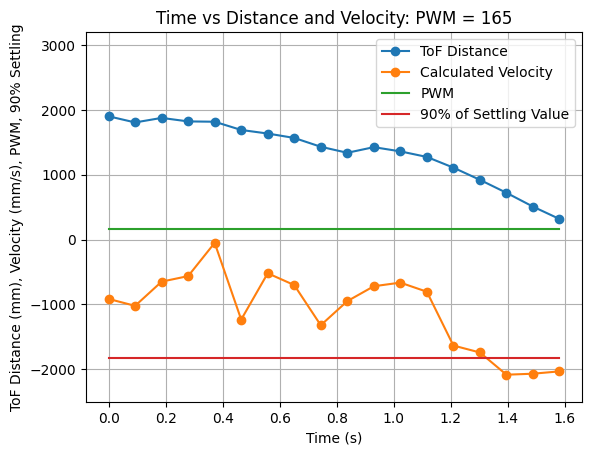 Time vs Distance and Velocity: PWM = 165
ToF Distance (mm), Velocity (mm/s), PWM, 90% Settling
3000
2000
1000
0
−1000
−2000
ToF Distance
Calculated Velocity
PWM
90% of Settling Value
0.0 0.2 0.4 0.6 0.8 1.0 1.2 1.4 1.6
Time (s)